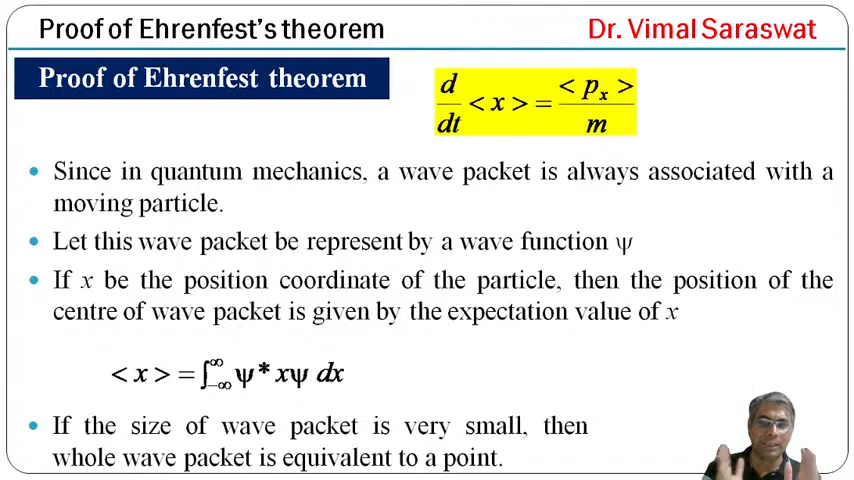 Proof of Ehrenfest's theorem Dr. Vimal Saraswat
Proof of Ehrenfest theorem
d/dt < x > = < pₓ >/m
• Since in quantum mechanics, a wave packet is always associated with a
moving particle.
• Let this wave packet be represent by a wave function ψ
• If x be the position coordinate of the particle, then the position of the
centre of wave packet is given by the expectation value of x
< x > = ∫_{-∞}^{∞} ψ* xψ dx
• If the size of wave packet is very small, then
whole wave packet is equivalent to a point.